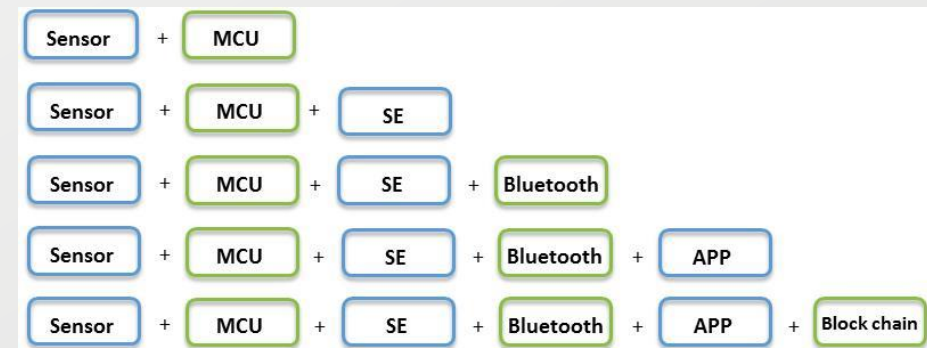 Sensor + MCU
Sensor + MCU + SE
Sensor + MCU + SE + Bluetooth
Sensor + MCU + SE + Bluetooth + APP
Sensor + MCU + SE + Bluetooth + APP + Block chain